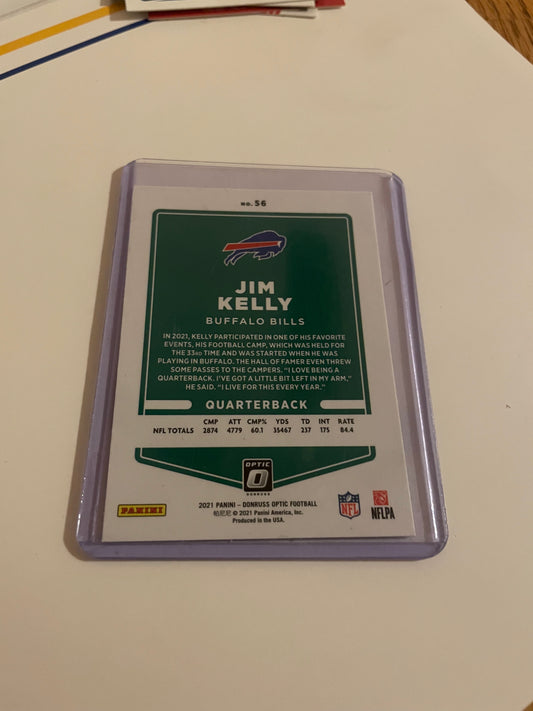 NO. 56
JIM
KELLY
BUFFALO BILLS
IN 2021, KELLY PARTICIPATED IN ONE OF HIS FAVORITE
EVENTS, HIS FOOTBALL CAMP, WHICH WAS HELD FOR
THE 33RD TIME AND WAS STARTED WHEN HE WAS
PLAYING IN BUFFALO. THE HALL OF FAMER EVEN THREW
SOME PASSES TO THE CAMPERS. "I LOVE BEING A
QUARTERBACK. I'VE GOT A LITTLE BIT LEFT IN MY ARM,"
HE SAID. "I LIVE FOR THIS EVERY YEAR."
QUARTERBACK
CMP ATT CMP% YDS TD INT RATE
NFL TOTALS 2874 4779 60.1 35467 237 175 84.4
OPTIC
DONRUSS
2021 PANINI – DONRUSS OPTIC FOOTBALL
帕尼尼 © 2021 Panini America, Inc.
Produced in the USA.
PANINI
NFL
NFLPA